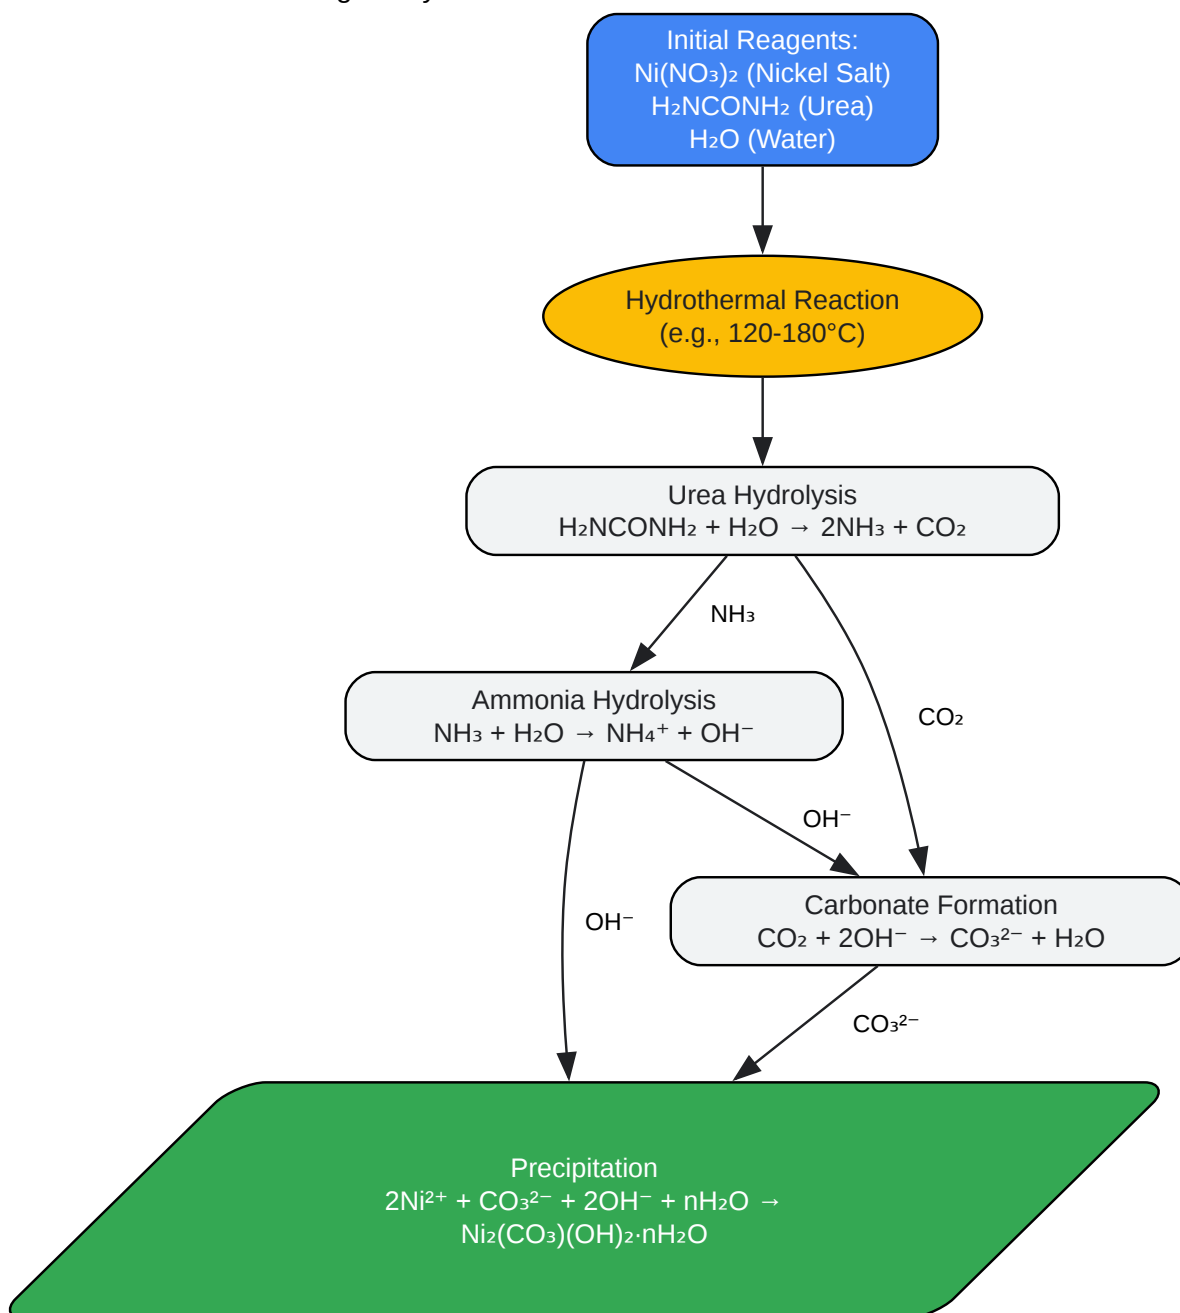 Initial Reagents:
Ni(NO₃)₂ (Nickel Salt)
H₂NCONH₂ (Urea)
H₂O (Water)
Hydrothermal Reaction
(e.g., 120-180°C)
Urea Hydrolysis
H₂NCONH₂ + H₂O → 2NH₃ + CO₂
NH₃
Ammonia Hydrolysis
NH₃ + H₂O → NH₄⁺ + OH⁻
CO₂
OH⁻
OH⁻
Carbonate Formation
CO₂ + 2OH⁻ → CO₃²⁻ + H₂O
CO₃²⁻
Precipitation
2Ni²⁺ + CO₃²⁻ + 2OH⁻ + nH₂O →
Ni₂(CO₃)(OH)₂·nH₂O